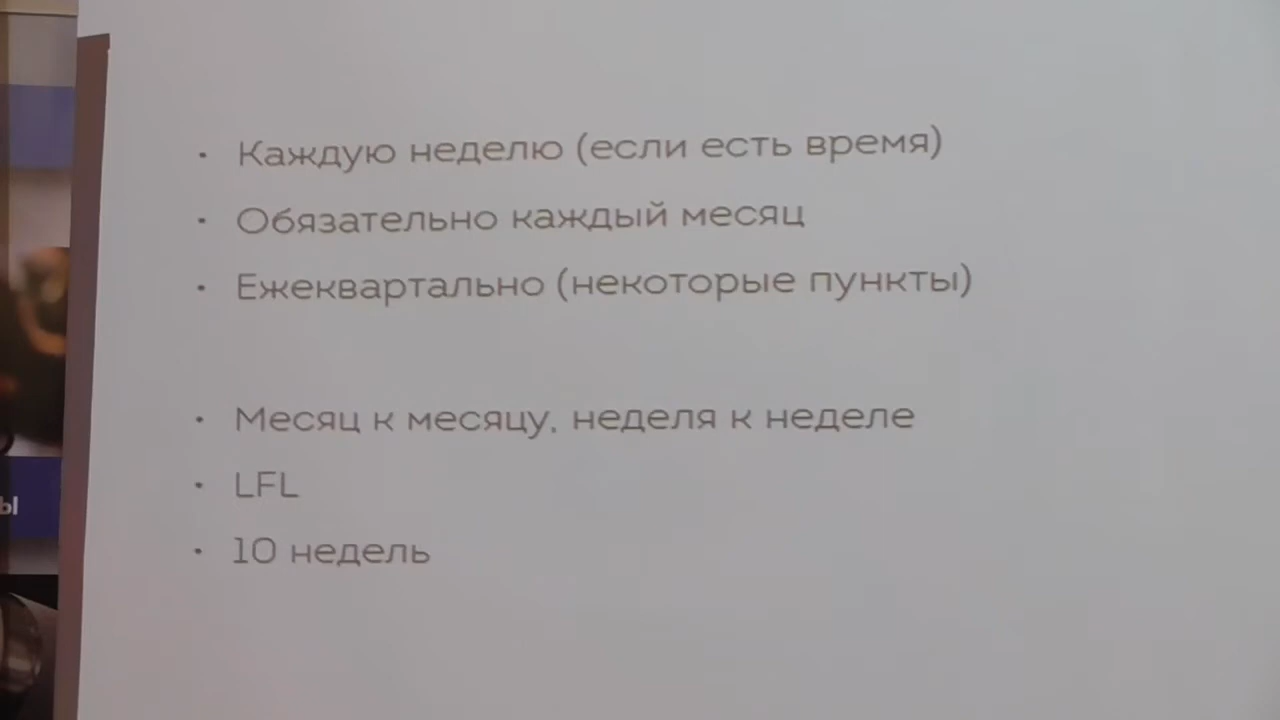 • Каждую неделю (если есть время)
• Обязательно каждый месяц
• Ежеквартально (некоторые пункты)
• Месяц к месяцу, неделя к неделе
• LFL
• 10 недель